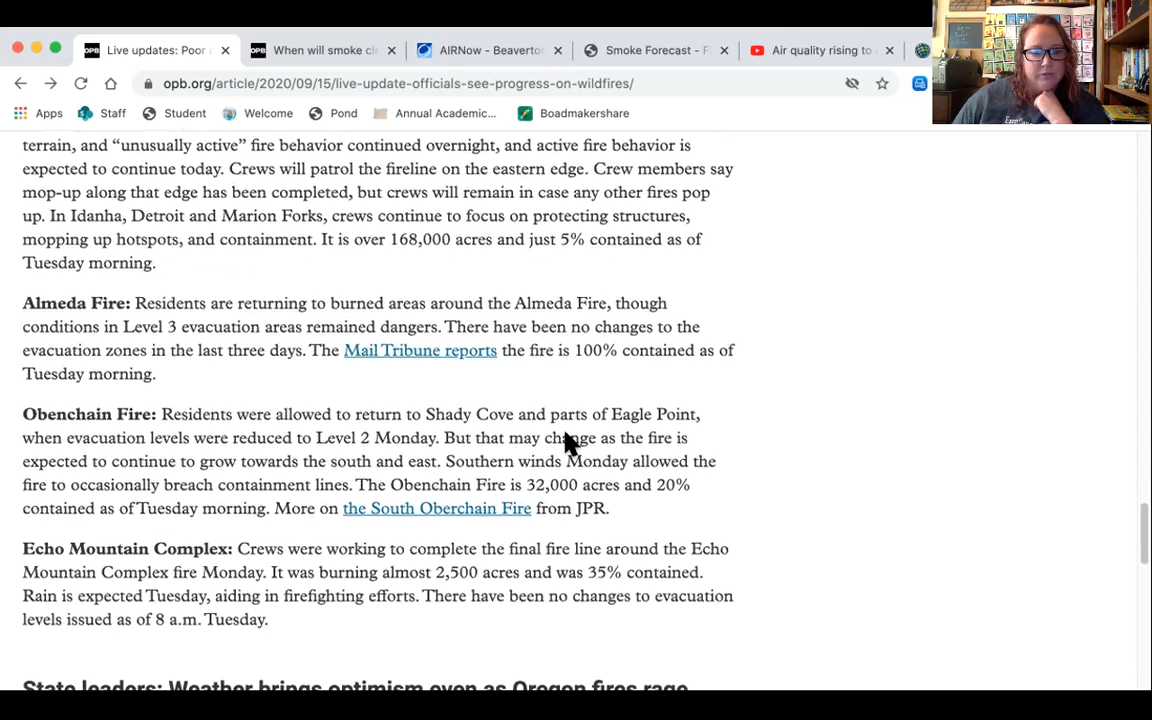 Live updates: Poor
When will smoke cl
AIRNow - Beaverto
Smoke Forecast - F
Air quality rising to
opb.org/article/2020/09/15/live-update-officials-see-progress-on-wildfires/
Apps
Staff
Student
Welcome
Pond
Annual Academic...
Boadmakershare
terrain, and “unusually active” fire behavior continued overnight, and active fire behavior is
expected to continue today. Crews will patrol the fireline on the eastern edge. Crew members say
mop-up along that edge has been completed, but crews will remain in case any other fires pop
up. In Idanha, Detroit and Marion Forks, crews continue to focus on protecting structures,
mopping up hotspots, and containment. It is over 168,000 acres and just 5% contained as of
Tuesday morning.
Almeda Fire: Residents are returning to burned areas around the Almeda Fire, though
conditions in Level 3 evacuation areas remained dangers. There have been no changes to the
evacuation zones in the last three days. The Mail Tribune reports the fire is 100% contained as of
Tuesday morning.
Obenchain Fire: Residents were allowed to return to Shady Cove and parts of Eagle Point,
when evacuation levels were reduced to Level 2 Monday. But that may change as the fire is
expected to continue to grow towards the south and east. Southern winds Monday allowed the
fire to occasionally breach containment lines. The Obenchain Fire is 32,000 acres and 20%
contained as of Tuesday morning. More on the South Oberchain Fire from JPR.
Echo Mountain Complex: Crews were working to complete the final fire line around the Echo
Mountain Complex fire Monday. It was burning almost 2,500 acres and was 35% contained.
Rain is expected Tuesday, aiding in firefighting efforts. There have been no changes to evacuation
levels issued as of 8 a.m. Tuesday.
State leaders: Weather brings optimism even as Oregon fires rage